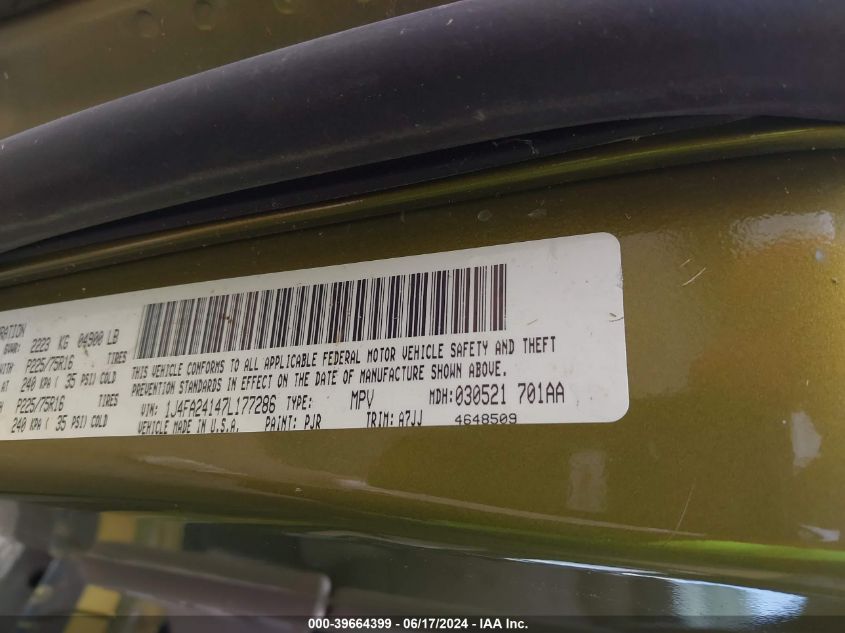 RATION
GVWR: 2223 KG 04900 LB
WITH P225/75R16 TIRES
AT 240 KPA ( 35 PSI) COLD
H P225/75R16 TIRES
240 KPA ( 35 PSI) COLD
THIS VEHICLE CONFORMS TO ALL APPLICABLE FEDERAL MOTOR VEHICLE SAFETY AND THEFT
PREVENTION STANDARDS IN EFFECT ON THE DATE OF MANUFACTURE SHOWN ABOVE.
VIN: 1J4FA24147L177286 TYPE: MPV MDH:030521 701AA
VEHICLE MADE IN U.S.A. PAINT: PJR TRIM: A7JJ 4648509
000-39664399 - 06/17/2024 - IAA Inc.